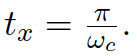 t_x = \frac{\pi}{\omega_c}.